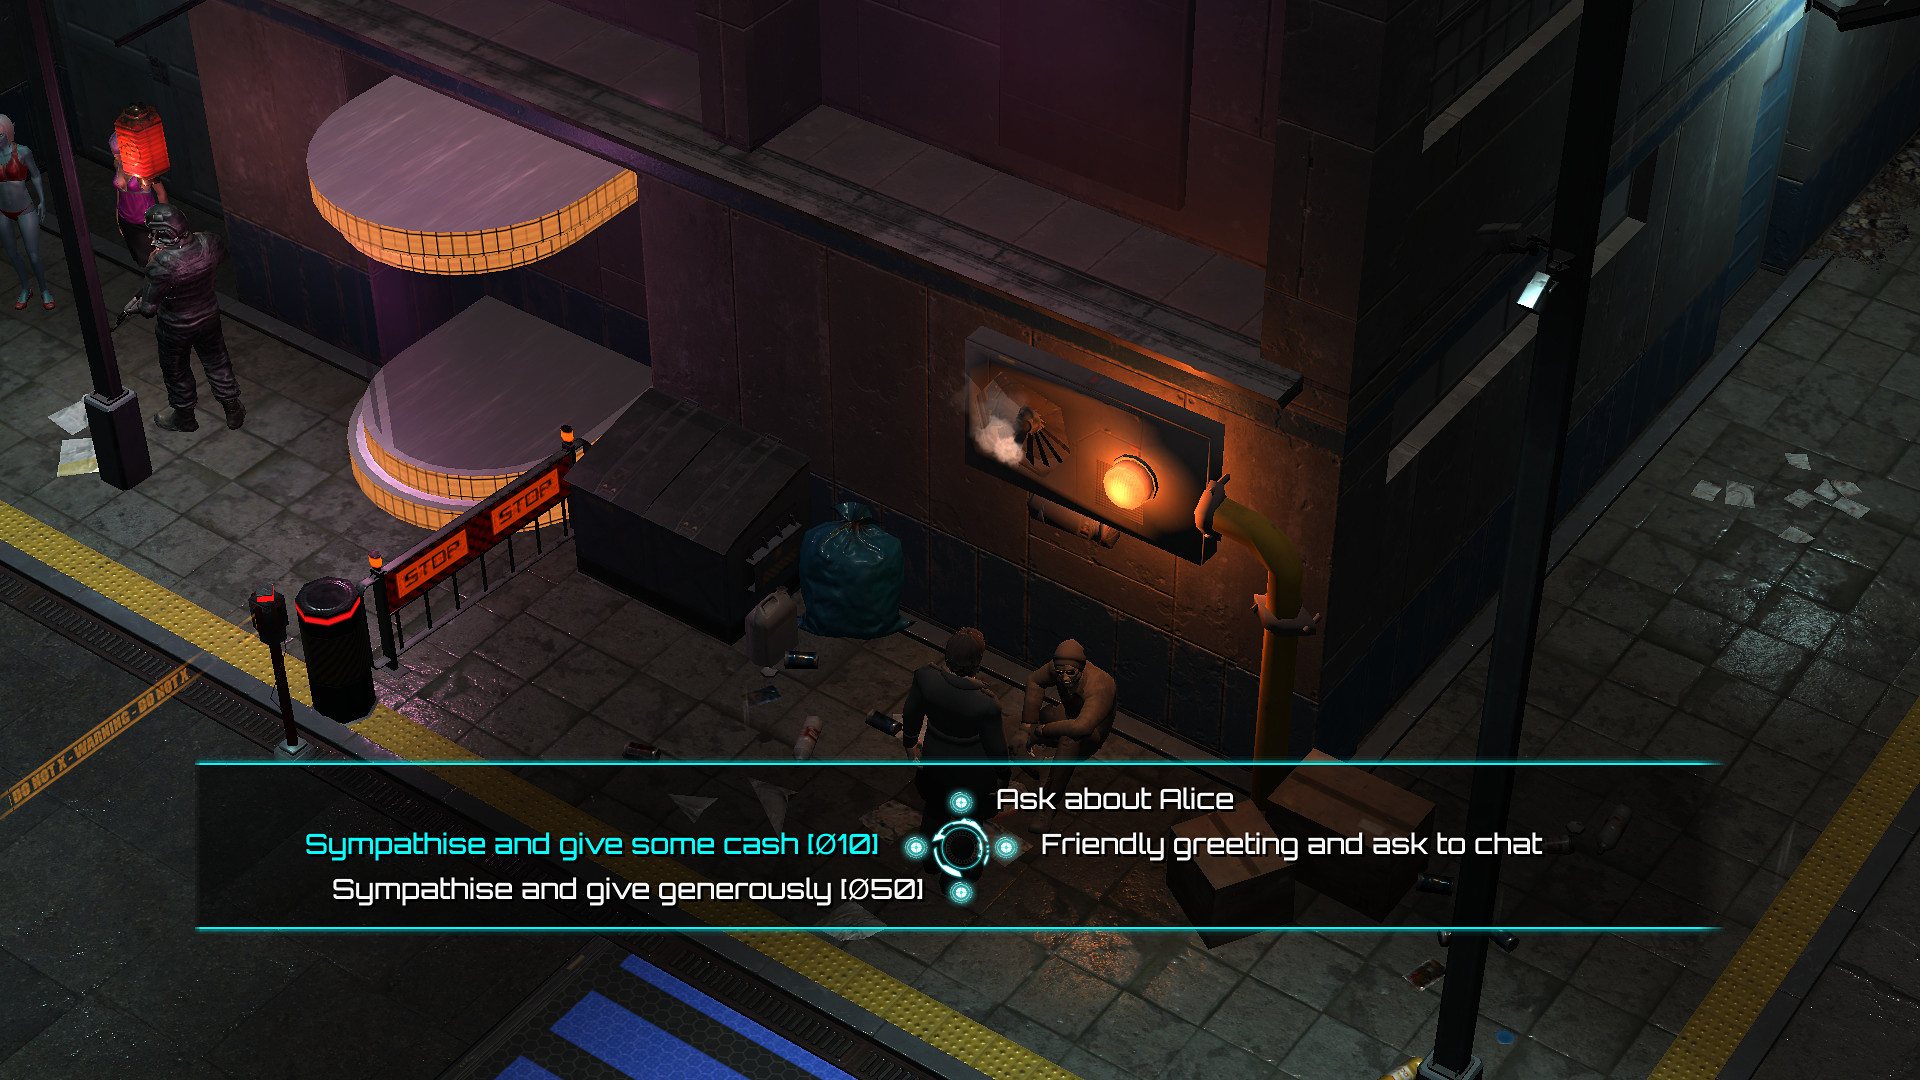 STOP
STOP
DO NOT X - WARNING - DO NOT X
Ask about Alice
Sympathise and give some cash [Ø10]
Friendly greeting and ask to chat
Sympathise and give generously [Ø50]